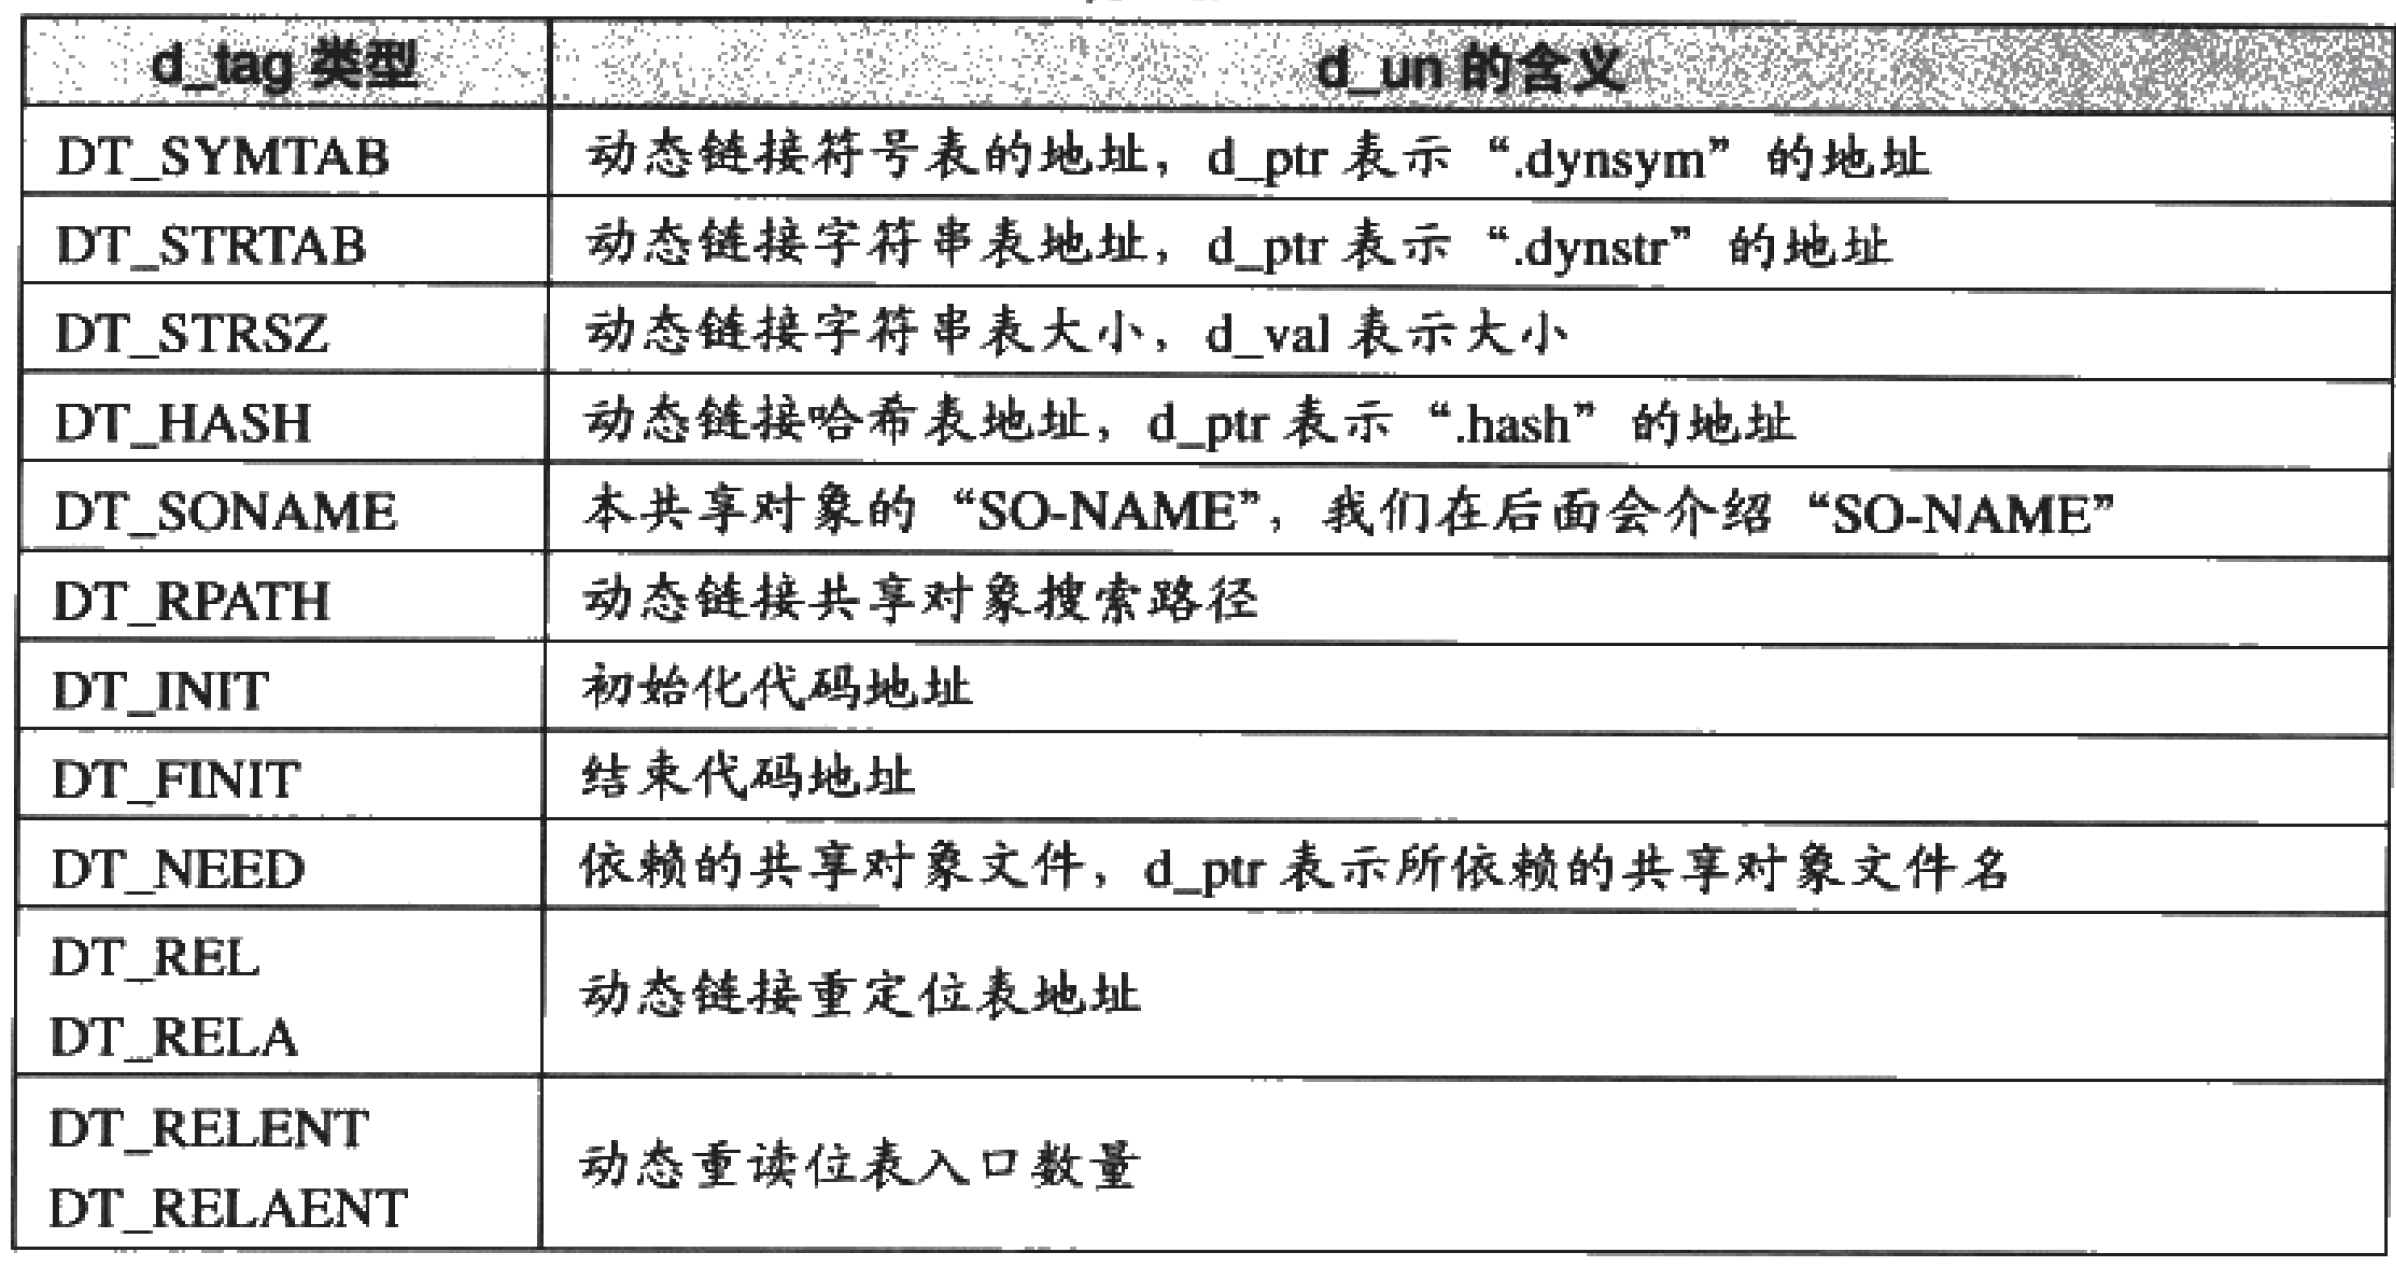 d_tag 类型 d_un 的含义
DT_SYMTAB 动态链接符号表的地址，d_ptr 表示“.dynsym”的地址
DT_STRTAB 动态链接字符串表地址，d_ptr 表示“.dynstr”的地址
DT_STRSZ 动态链接字符串表大小，d_val 表示大小
DT_HASH 动态链接哈希表地址，d_ptr 表示“.hash”的地址
DT_SONAME 本共享对象的“SO-NAME”，我们在后面会介绍“SO-NAME”
DT_RPATH 动态链接共享对象搜索路径
DT_INIT 初始化代码地址
DT_FINIT 结束代码地址
DT_NEED 依赖的共享对象文件，d_ptr 表示所依赖的共享对象文件名
DT_REL
DT_RELA
动态链接重定位表地址
DT_RELENT
DT_RELAENT
动态重读位表入口数量